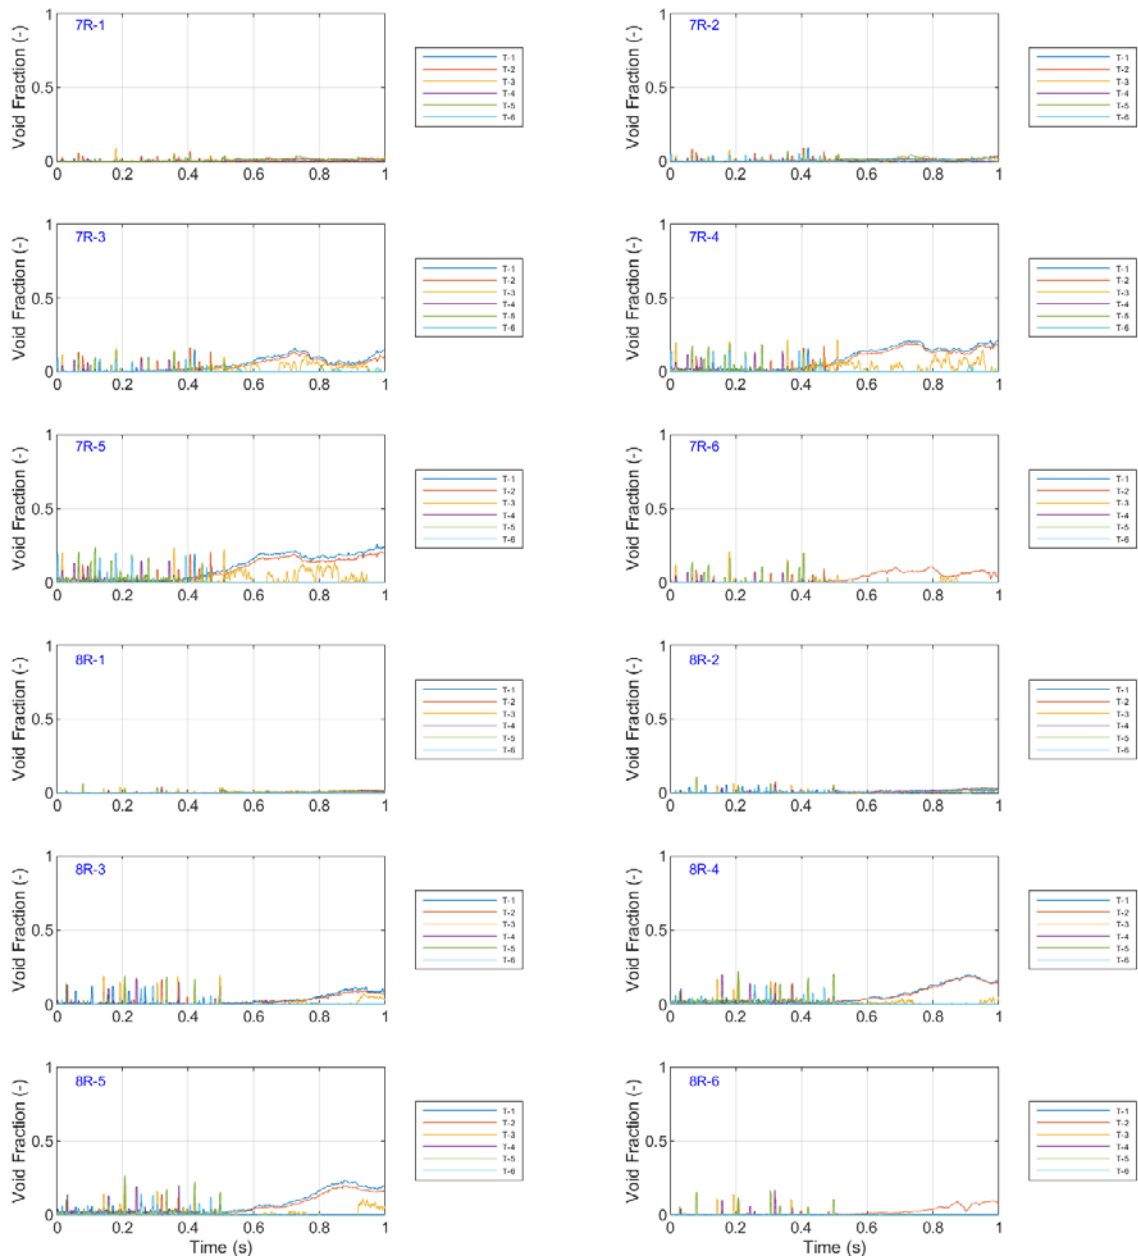 7R-1
Void Fraction (-)
1
0.5
0
0 0.2 0.4 0.6 0.8 1
T-1
T-2
T-3
T-4
T-5
T-6
7R-2
Void Fraction (-)
1
0.5
0
0 0.2 0.4 0.6 0.8 1
T-1
T-2
T-3
T-4
T-5
T-6
7R-3
Void Fraction (-)
1
0.5
0
0 0.2 0.4 0.6 0.8 1
T-1
T-2
T-3
T-4
T-5
T-6
7R-4
Void Fraction (-)
1
0.5
0
0 0.2 0.4 0.6 0.8 1
T-1
T-2
T-3
T-4
T-5
T-6
7R-5
Void Fraction (-)
1
0.5
0
0 0.2 0.4 0.6 0.8 1
T-1
T-2
T-3
T-4
T-5
T-6
7R-6
Void Fraction (-)
1
0.5
0
0 0.2 0.4 0.6 0.8 1
T-1
T-2
T-3
T-4
T-5
T-6
8R-1
Void Fraction (-)
1
0.5
0
0 0.2 0.4 0.6 0.8 1
T-1
T-2
T-3
T-4
T-5
T-6
8R-2
Void Fraction (-)
1
0.5
0
0 0.2 0.4 0.6 0.8 1
T-1
T-2
T-3
T-4
T-5
T-6
8R-3
Void Fraction (-)
1
0.5
0
0 0.2 0.4 0.6 0.8 1
T-1
T-2
T-3
T-4
T-5
T-6
8R-4
Void Fraction (-)
1
0.5
0
0 0.2 0.4 0.6 0.8 1
T-1
T-2
T-3
T-4
T-5
T-6
8R-5
Void Fraction (-)
1
0.5
0
0 0.2 0.4 0.6 0.8 1
Time (s)
T-1
T-2
T-3
T-4
T-5
T-6
8R-6
Void Fraction (-)
1
0.5
0
0 0.2 0.4 0.6 0.8 1
Time (s)
T-1
T-2
T-3
T-4
T-5
T-6